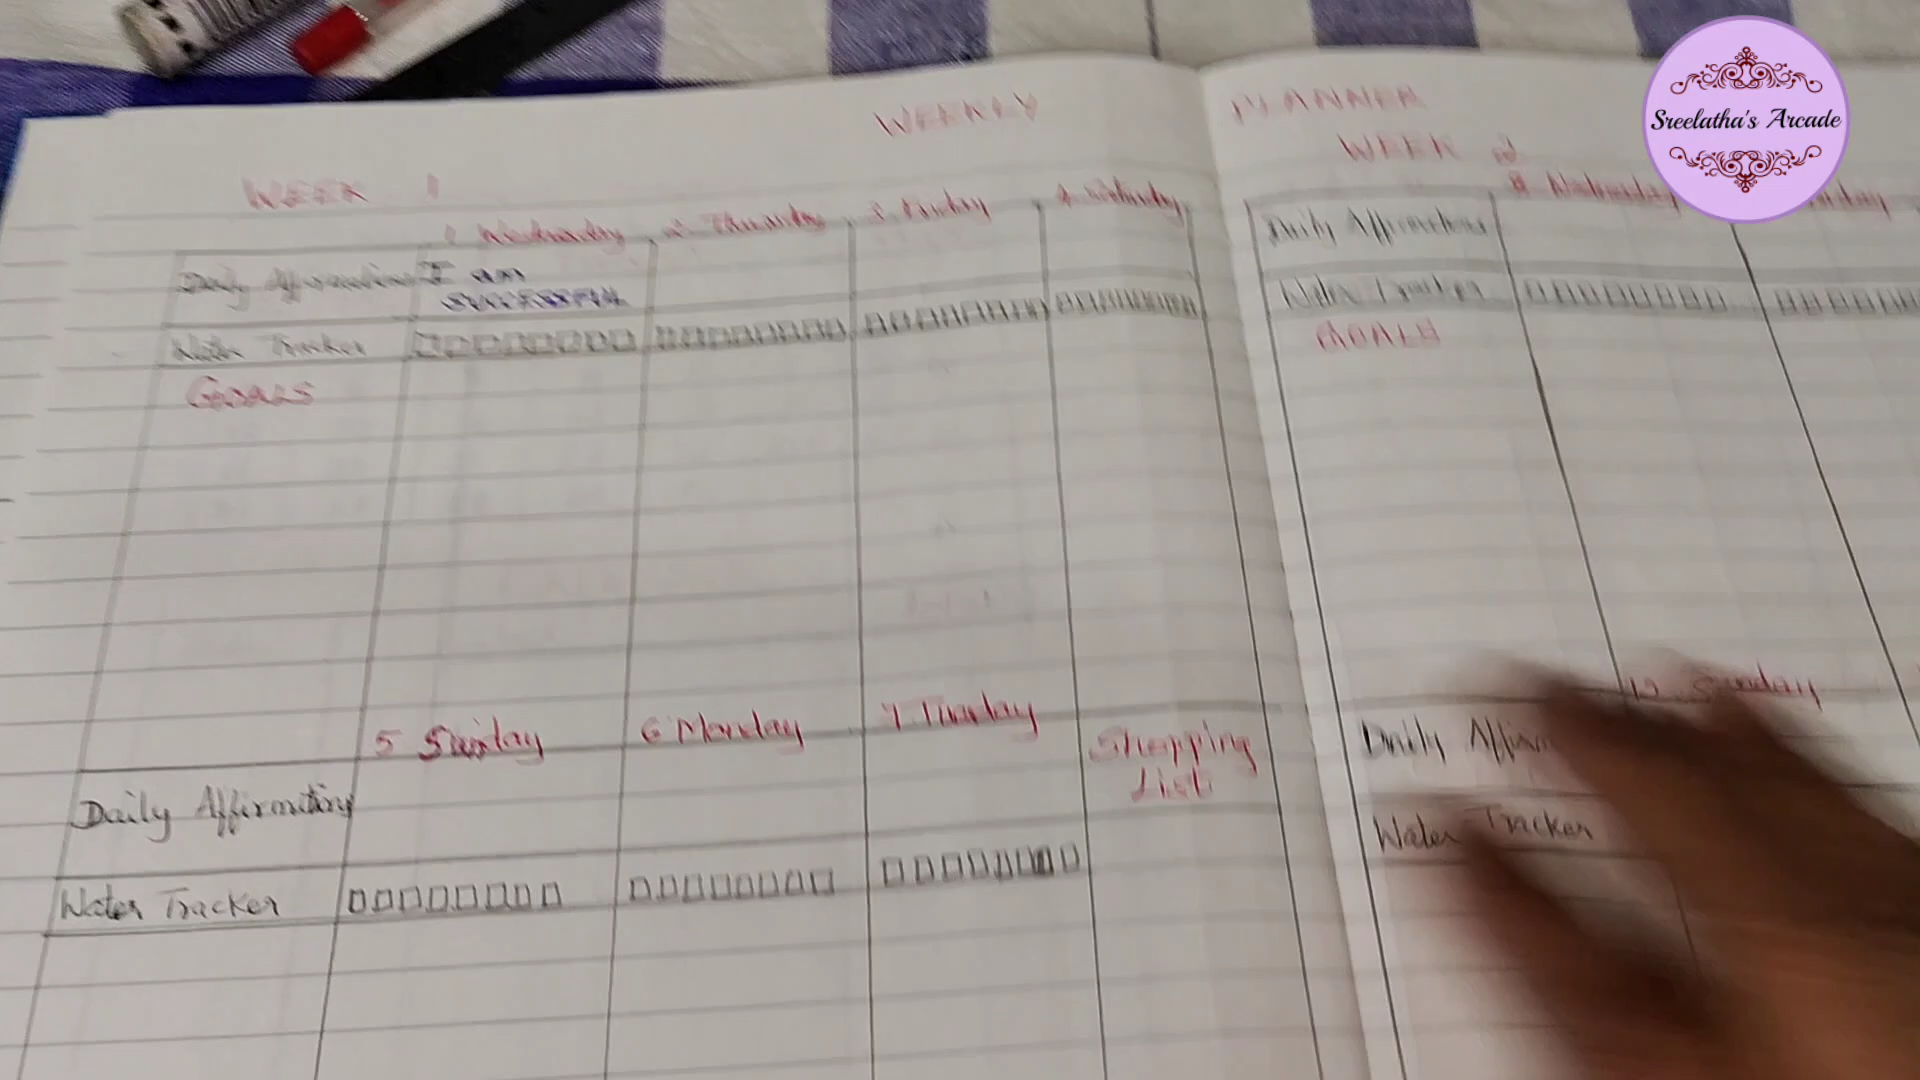 WEEKLY PLANNER
WEEK 1
1 Wednesday 2 Thursday 3 Friday 4 Saturday
Daily Affirmations I am
SUCCESSFUL
Water Tracker
GOALS
5 Sunday 6 Monday 7 Tuesday Shopping
List
Daily Affirmations
Water Tracker
WEEK 2
8 Wednesday
Daily Affirmations
Water Tracker
GOALS
12 Sunday
Daily
Water Tracker
Sreelatha's Arcade